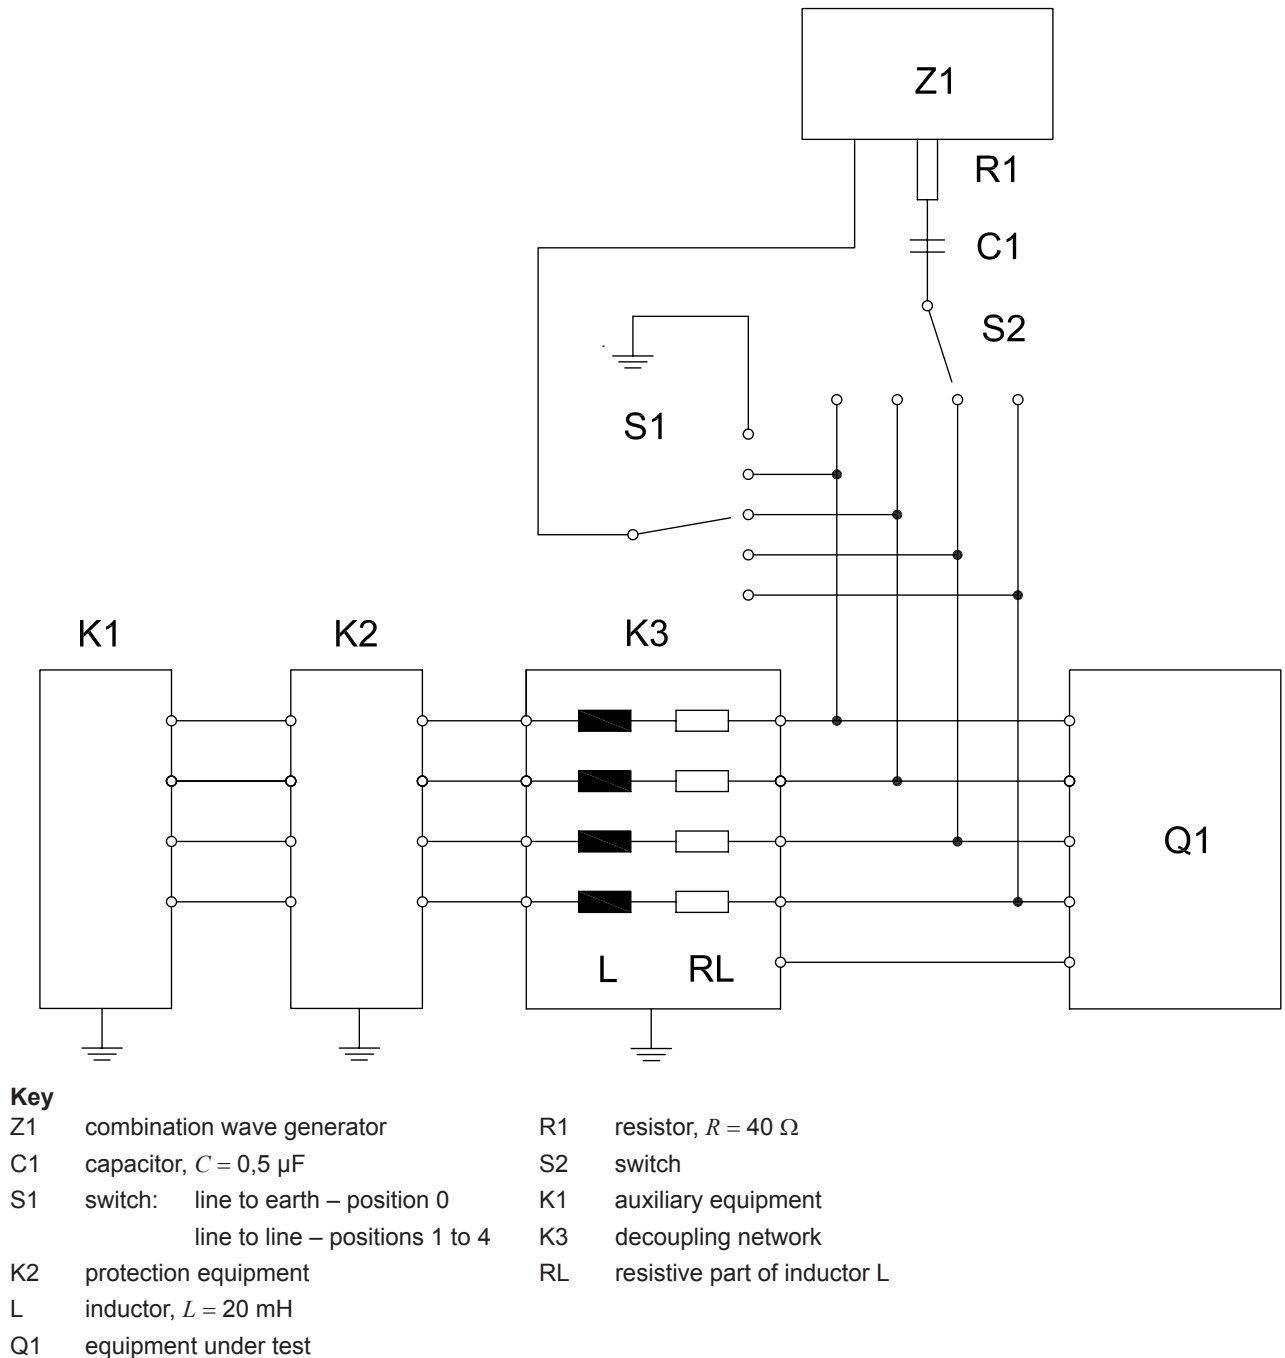 Z1
R1
C1
S2
S1
K1 K2 K3
Q1
L RL
Key
Z1 combination wave generator R1 resistor, R = 40 Ω
C1 capacitor, C = 0,5 µF S2 switch
S1 switch: line to earth – position 0 K1 auxiliary equipment
line to line – positions 1 to 4 K3 decoupling network
K2 protection equipment RL resistive part of inductor L
L inductor, L = 20 mH
Q1 equipment under test